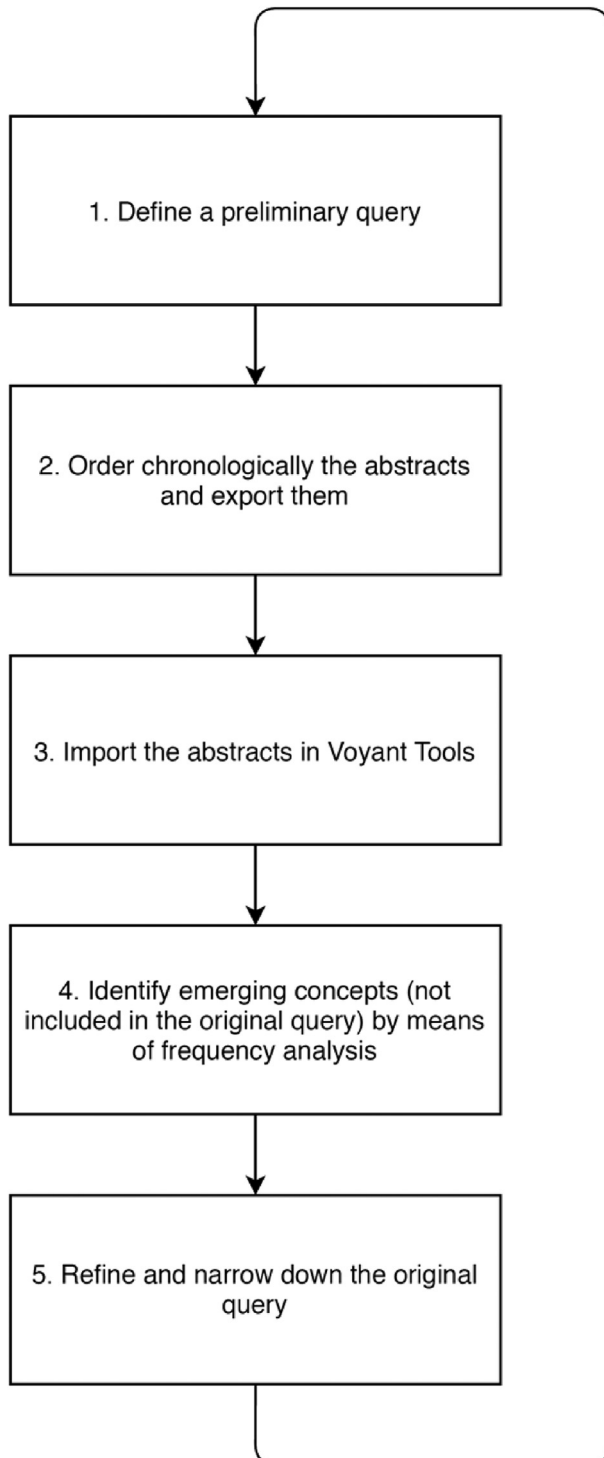 1. Define a preliminary query
2. Order chronologically the abstracts
and export them
3. Import the abstracts in Voyant Tools
4. Identify emerging concepts (not
included in the original query) by means
of frequency analysis
5. Refine and narrow down the original
query